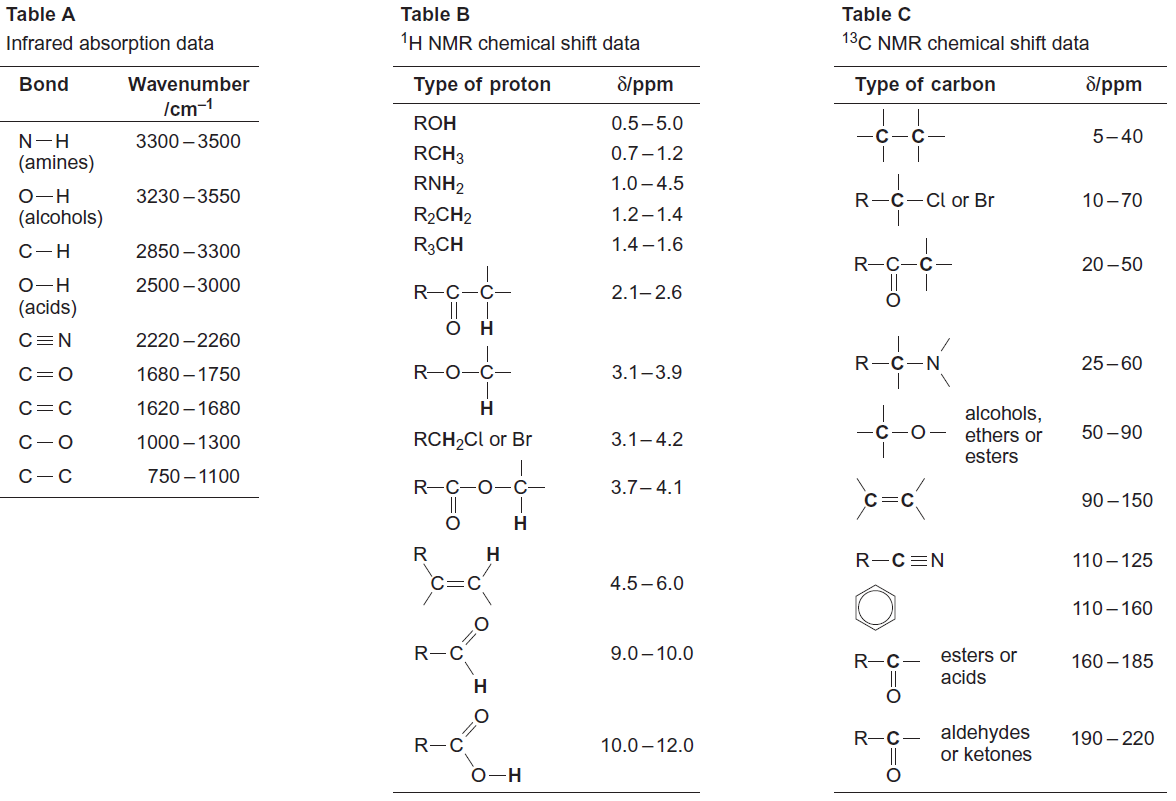 Table A
Infrared absorption data
Bond Wavenumber
/cm–1
N—H 3300–3500
(amines)
O—H 3230–3550
(alcohols)
C—H 2850–3300
O—H 2500–3000
(acids)
C≡N 2220–2260
C=O 1680–1750
C=C 1620–1680
C—O 1000–1300
C—C 750–1100
Table B
1H NMR chemical shift data
Type of proton δ/ppm
ROH 0.5–5.0
RCH3 0.7–1.2
RNH2 1.0–4.5
R2CH2 1.2–1.4
R3CH 1.4–1.6
R—C—C— 2.1–2.6
O H
R—O—C— 3.1–3.9
H
RCH2Cl or Br 3.1–4.2
R—C—O—C— 3.7–4.1
O H
R H
C=C 4.5–6.0
O
R—C 9.0–10.0
H
O
R—C 10.0–12.0
O—H
Table C
13C NMR chemical shift data
Type of carbon δ/ppm
—C—C— 5–40
R—C—Cl or Br 10–70
R—C—C— 20–50
O
R—C—N 25–60
alcohols,
—C—O— ethers or 50–90
esters
C=C 90–150
R—C≡N 110–125
110–160
R—C— esters or 160–185
acids
O
R—C— aldehydes 190–220
or ketones
O